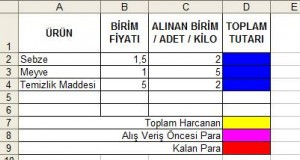 A B C D E
1 ÜRÜN BİRİM FİYATI ALINAN BİRİM / ADET / KİLO TOPLAM TUTARI
2 Sebze 1,5 2
3 Meyve 1 5
4 Temizlik Maddesi 5 2
6
7 Toplam Harcanan
8 Alış Veriş Öncesi Para
9 Kalan Para
10